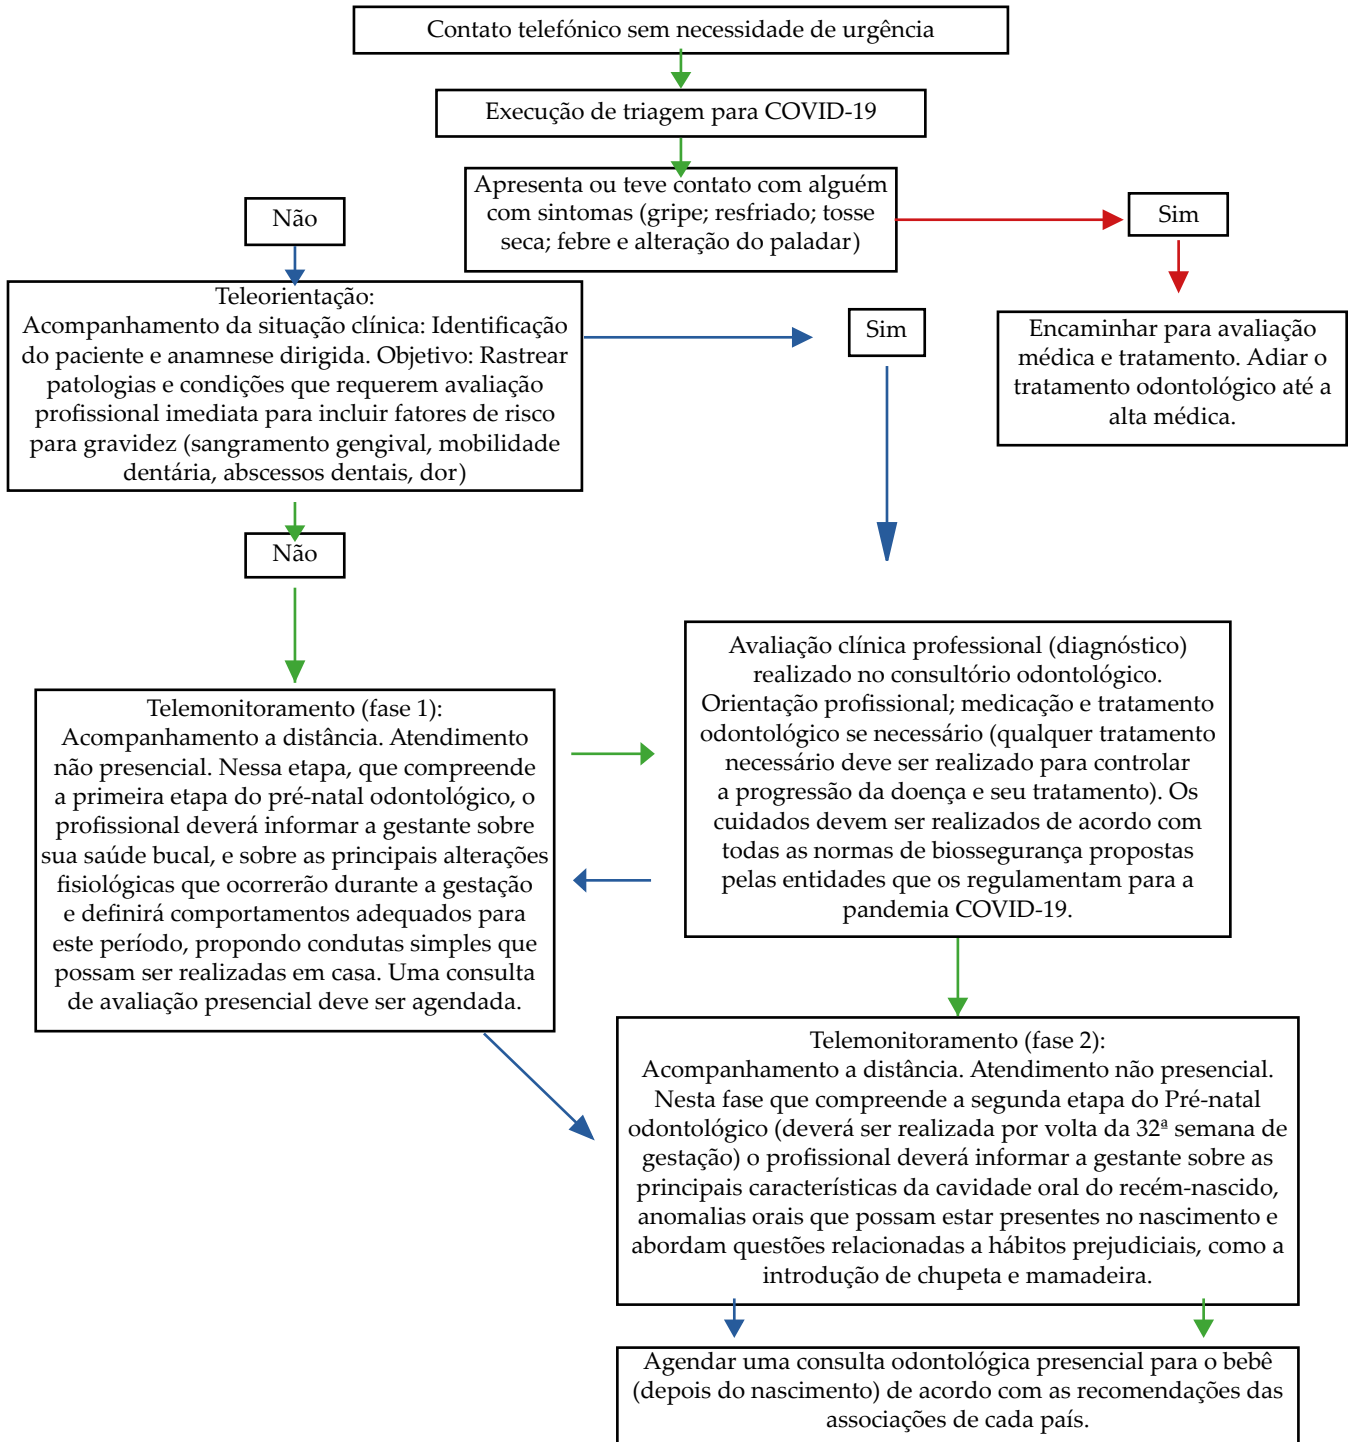 Contato telefónico sem necessidade de urgência
Execução de triagem para COVID-19
Apresenta ou teve contato com alguém
com sintomas (gripe; resfriado; tosse
seca; febre e alteração do paladar)
Não
Sim
Teleorientação:
Acompanhamento da situação clínica: Identificação
do paciente e anamnese dirigida. Objetivo: Rastrear
patologias e condições que requerem avaliação
profissional imediata para incluir fatores de risco
para gravidez (sangramento gengival, mobilidade
dentária, abscessos dentais, dor)
Sim
Encaminhar para avaliação
médica e tratamento. Adiar o
tratamento odontológico até a
alta médica.
Não
Avaliação clínica professional (diagnóstico)
realizado no consultório odontológico.
Orientação profissional; medicação e tratamento
odontológico se necessário (qualquer tratamento
necessário deve ser realizado para controlar
a progressão da doença e seu tratamento). Os
cuidados devem ser realizados de acordo com
todas as normas de biossegurança propostas
pelas entidades que os regulamentam para a
pandemia COVID-19.
Telemonitoramento (fase 1):
Acompanhamento a distância. Atendimento
não presencial. Nessa etapa, que compreende
a primeira etapa do pré-natal odontológico, o
profissional deverá informar a gestante sobre
sua saúde bucal, e sobre as principais alterações
fisiológicas que ocorrerão durante a gestação
e definirá comportamentos adequados para
este período, propondo condutas simples que
possam ser realizadas em casa. Uma consulta
de avaliação presencial deve ser agendada.
Telemonitoramento (fase 2):
Acompanhamento a distância. Atendimento não presencial.
Nesta fase que compreende a segunda etapa do Pré-natal
odontológico (deverá ser realizada por volta da 32ª semana de
gestação) o profissional deverá informar a gestante sobre as
principais características da cavidade oral do recém-nascido,
anomalias orais que possam estar presentes no nascimento e
abordam questões relacionadas a hábitos prejudiciais, como a
introdução de chupeta e mamadeira.
Agendar uma consulta odontológica presencial para o bebê
(depois do nascimento) de acordo com as recomendações das
associações de cada país.